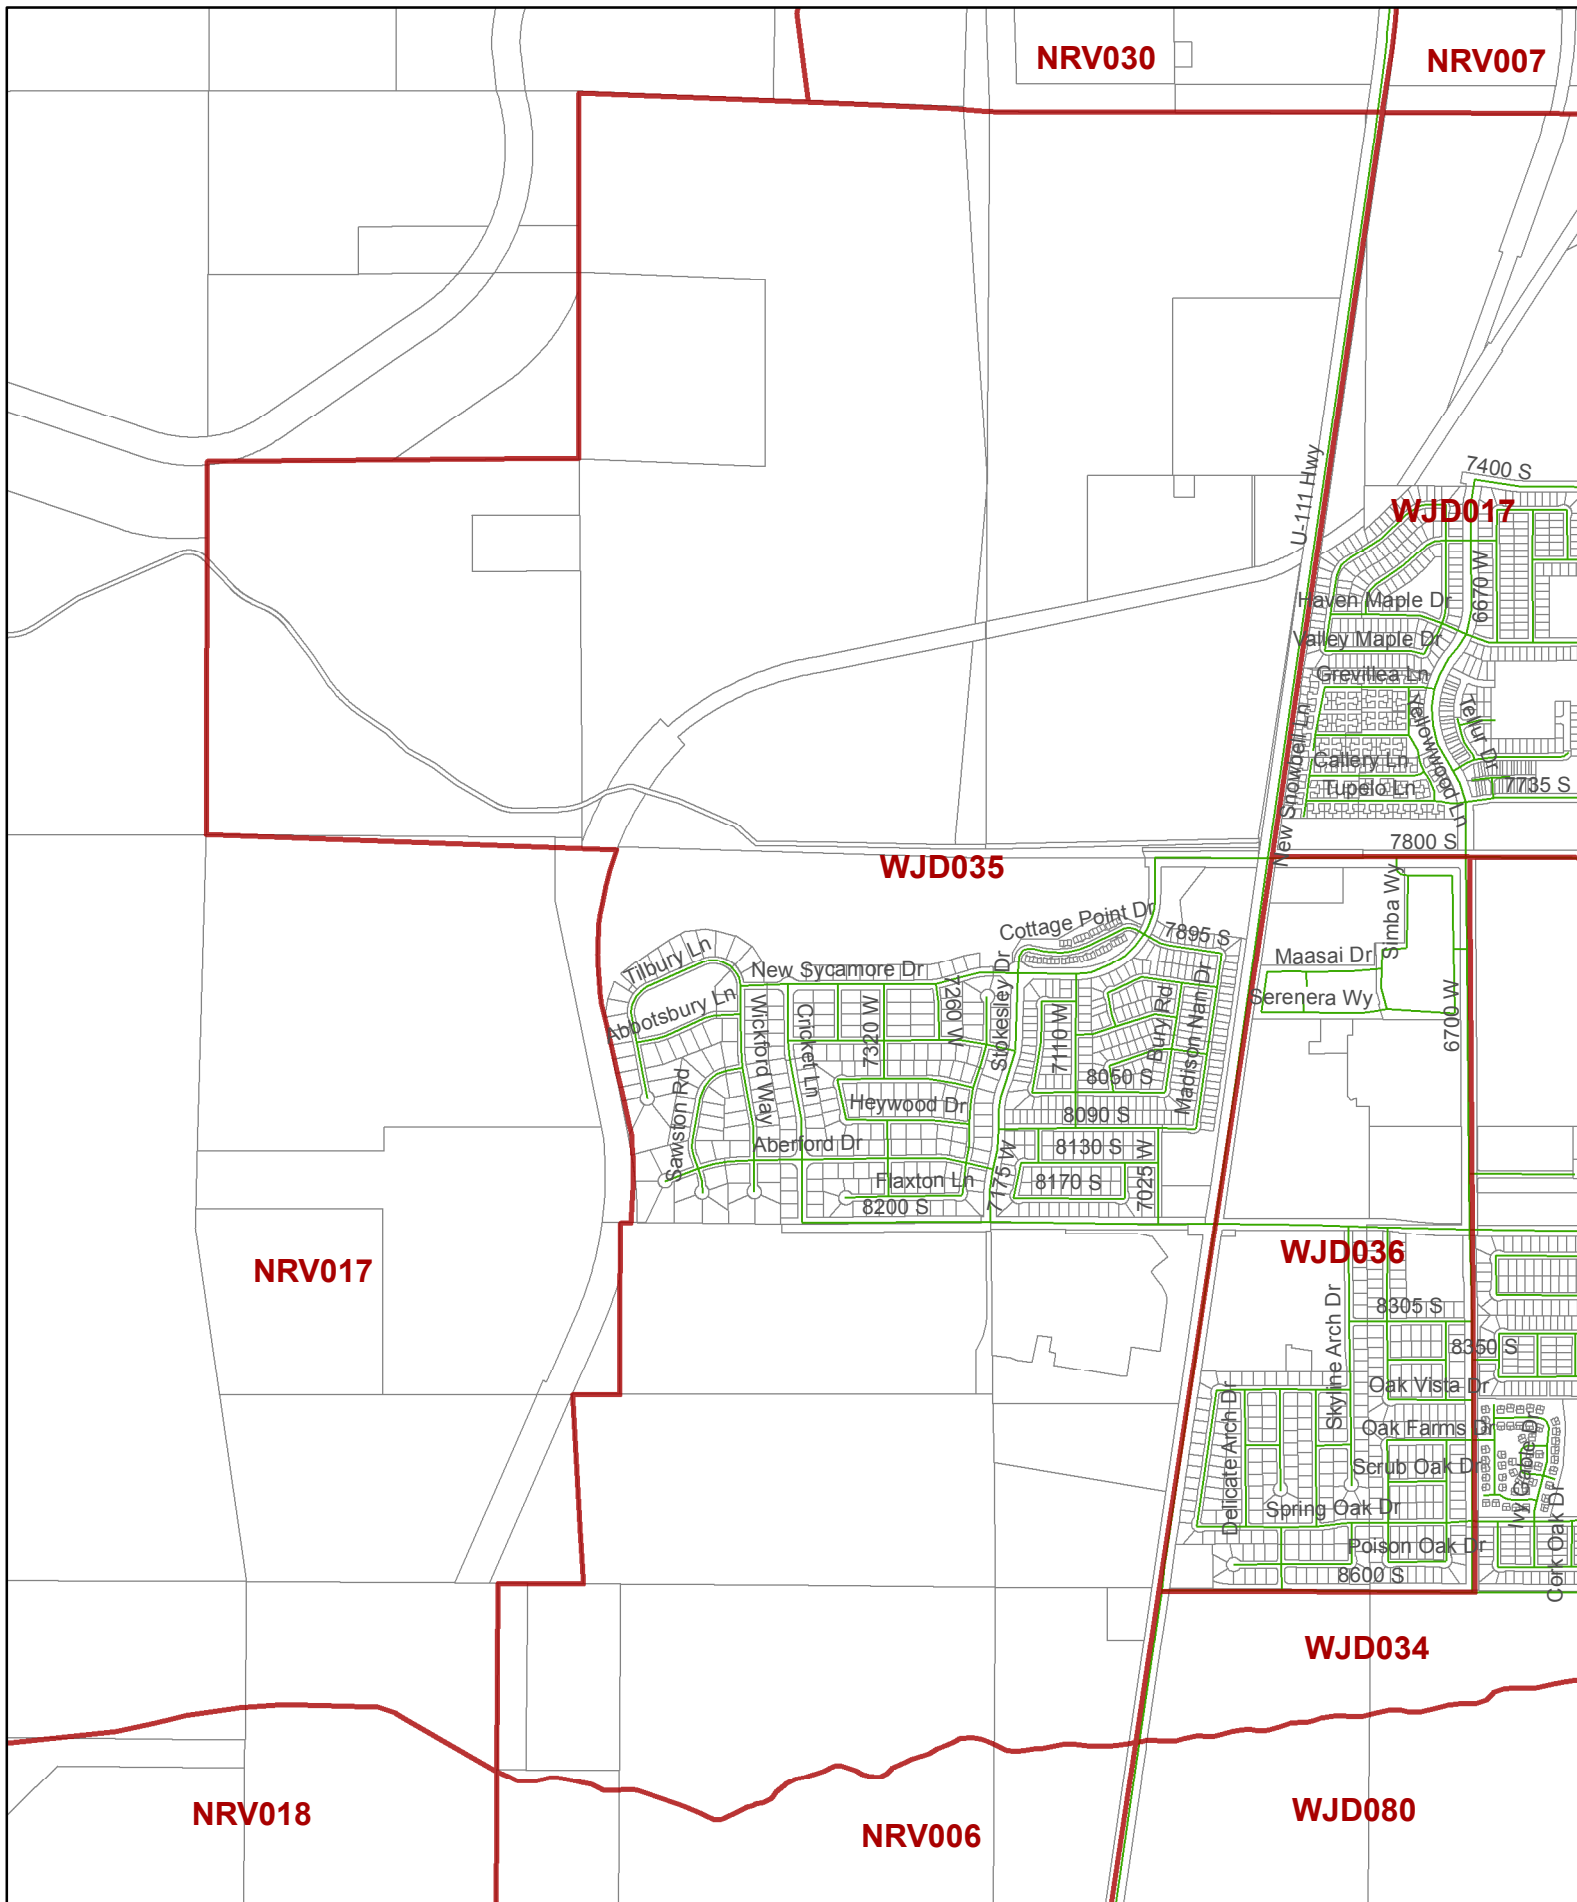 NRV030
NRV007
7400 S
WJD017
U-111 Hwy
6670 W
Haven Maple Dr
Valley Maple Dr
Grevillea Ln
Yellowwood Ln
Tellur Dr
New Snowbell Ln
Callery Ln
Tupelo Ln
7735 S
7800 S
WJD035
Simba Wy
Cottage Point Dr
7895 S
Maasai Dr
Tilbury Ln
New Sycamore Dr
Stokesley Dr
Serenera Wy
Abbotsbury Ln
Wickford Way
Cricket Ln
7320 W
7260 W
7110 W
Bury Rd
Madison Nan Dr
6700 W
8050 S
Sawston Rd
Heywood Dr
8090 S
Aberford Dr
8130 S
Flaxton Ln
7175 W
8170 S
7025 W
8200 S
NRV017
WJD036
8305 S
Skyline Arch Dr
8350 S
Oak Vista Dr
Delicate Arch Dr
Oak Farms Dr
Ivy Gable Dr
Scrub Oak Dr
Spring Oak Dr
Poison Oak Dr
Cork Oak Dr
8600 S
WJD034
NRV018
WJD080
NRV006